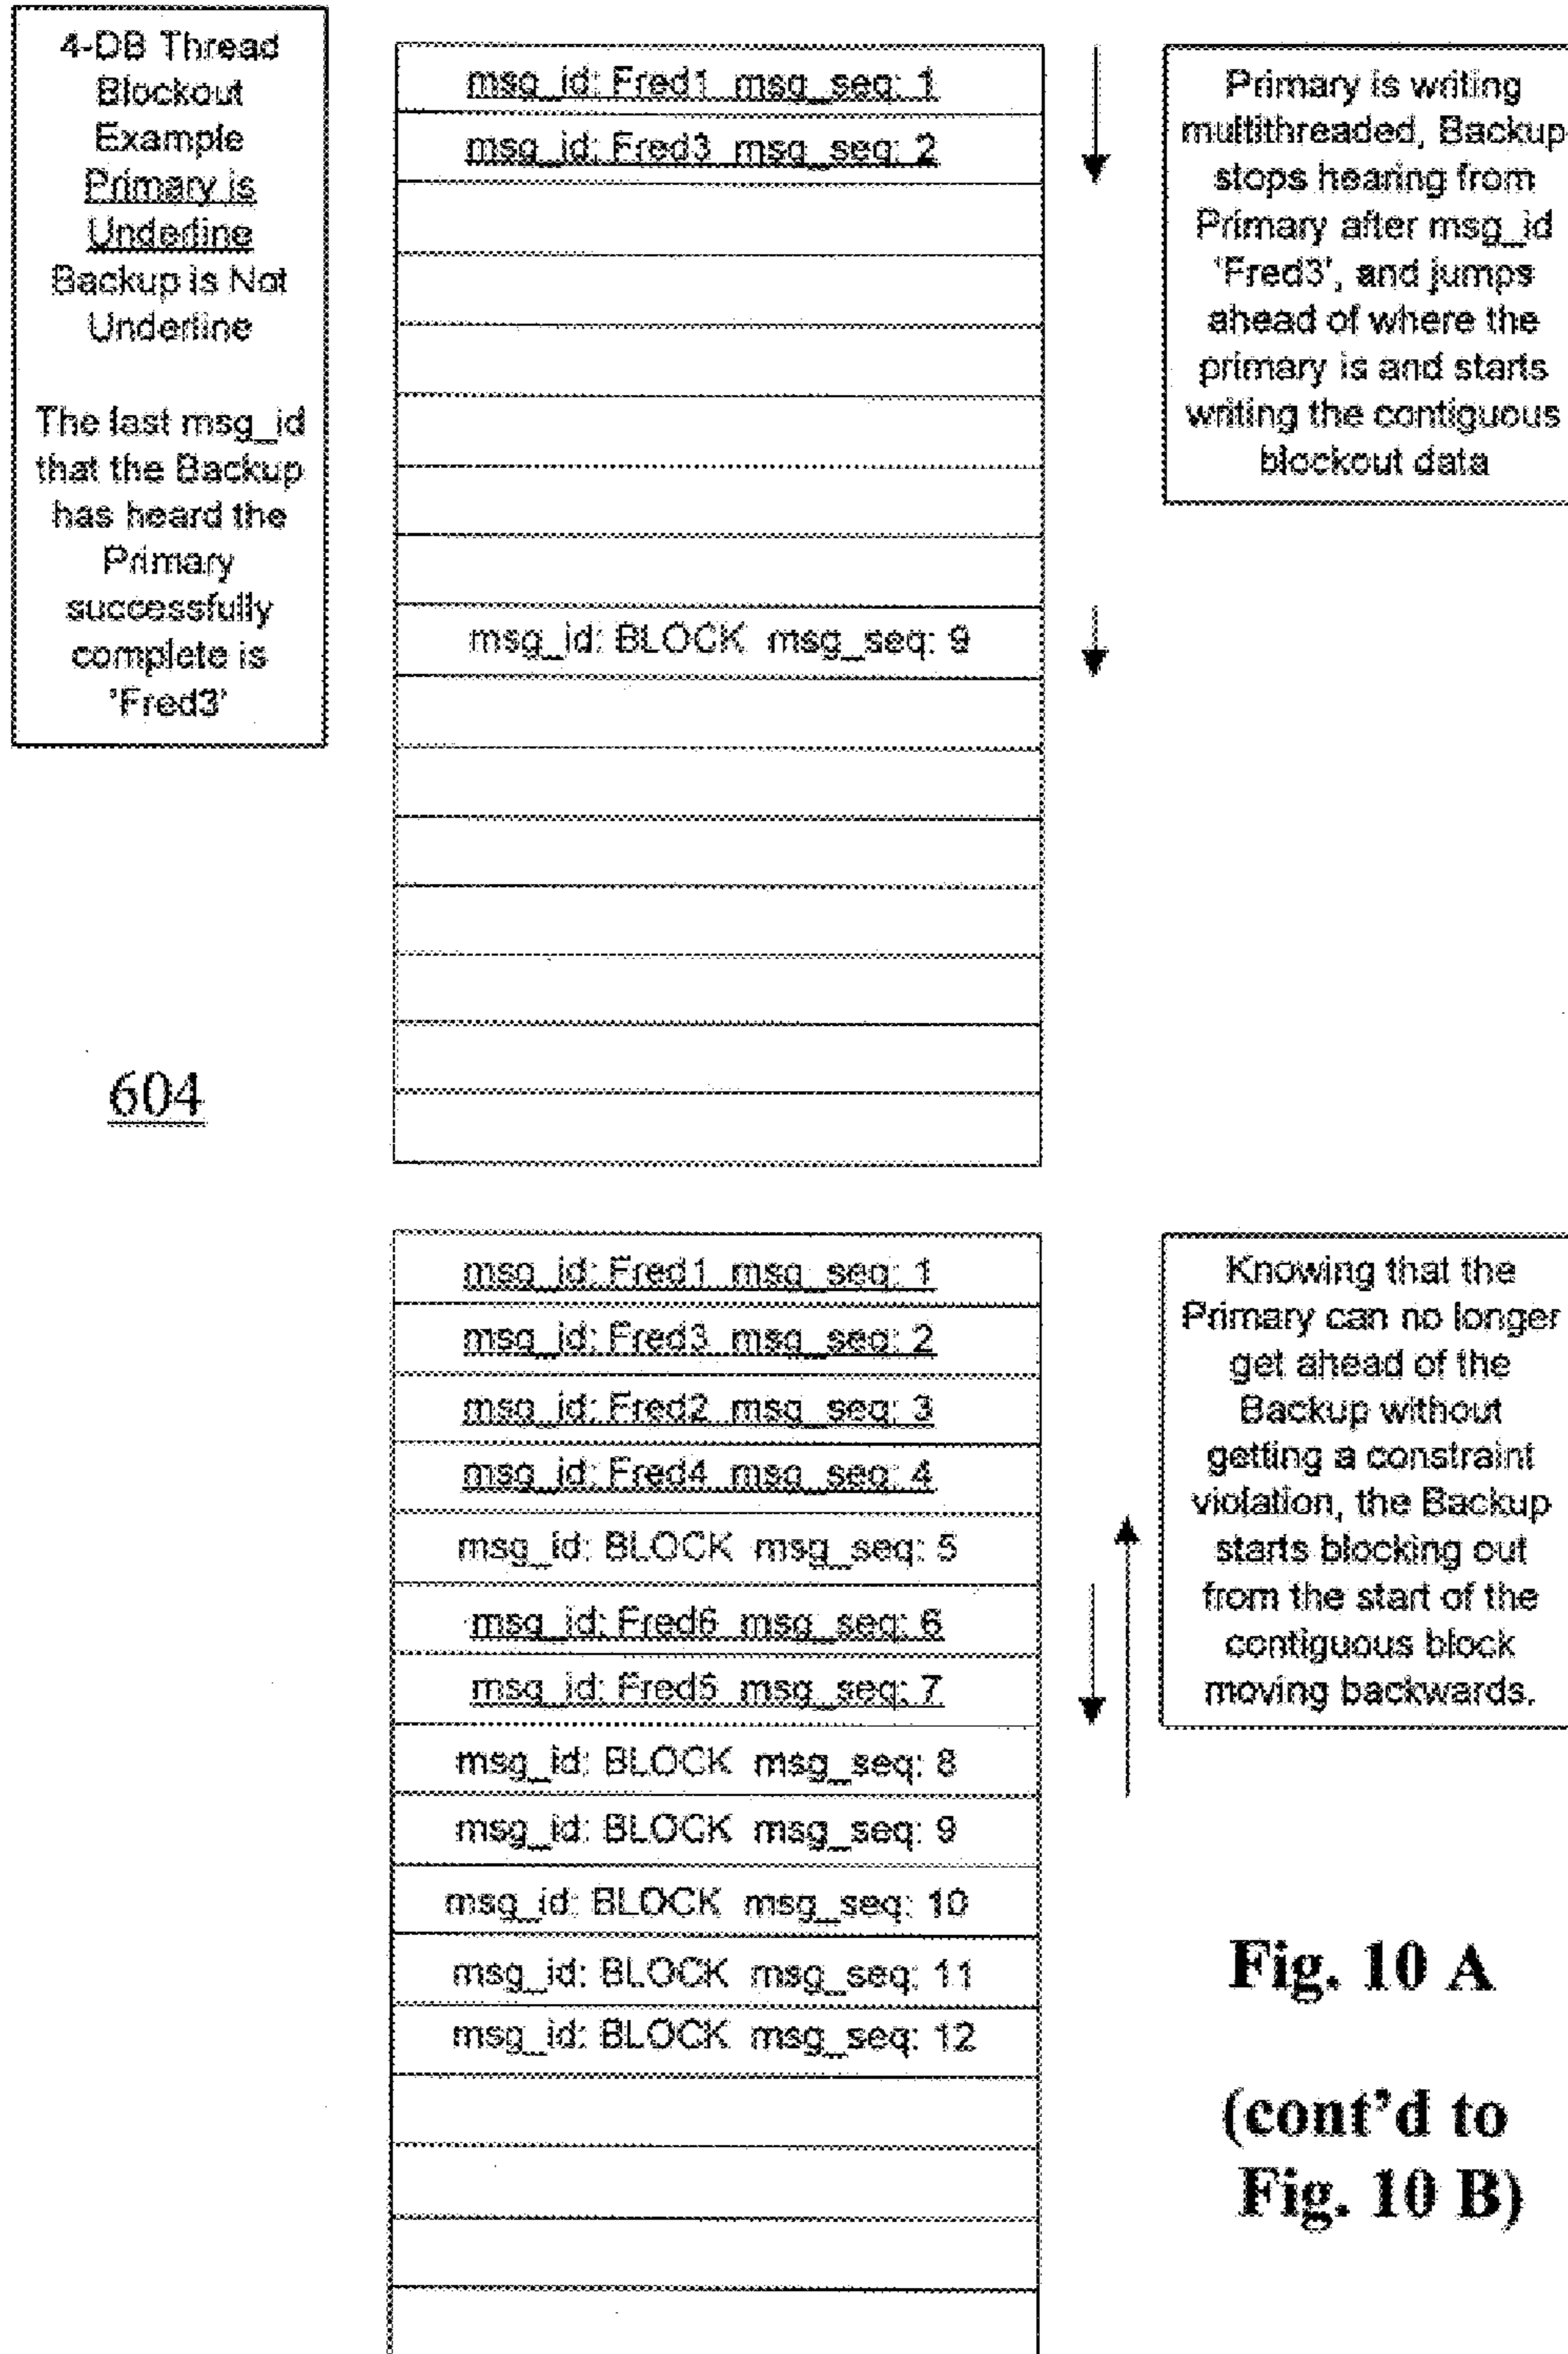 4-DB Thread
Blockout
Example
Primary is
Underline
Backup is Not
Underline
The last msg_id
that the Backup
has heard the
Primary
successfully
complete is
'Fred3'
msg_id: Fred1 msg_seq: 1
msg_id: Fred3 msg_seq: 2
msg_id: BLOCK msg_seq: 9
Primary is writing
multithreaded, Backup
stops hearing from
Primary after msg_id
'Fred3', and jumps
ahead of where the
primary is and starts
writing the contiguous
blockout data
604
msg_id: Fred1 msg_seq: 1
msg_id: Fred3 msg_seq: 2
msg_id: Fred2 msg_seq: 3
msg_id: Fred4 msg_seq: 4
msg_id: BLOCK msg_seq: 5
msg_id: Fred6 msg_seq: 6
msg_id: Fred5 msg_seq: 7
msg_id: BLOCK msg_seq: 8
msg_id: BLOCK msg_seq: 9
msg_id: BLOCK msg_seq: 10
msg_id: BLOCK msg_seq: 11
msg_id: BLOCK msg_seq: 12
Knowing that the
Primary can no longer
get ahead of the
Backup without
getting a constraint
violation, the Backup
starts blocking out
from the start of the
contiguous block
moving backwards.
Fig. 10 A
(cont'd to
Fig. 10 B)